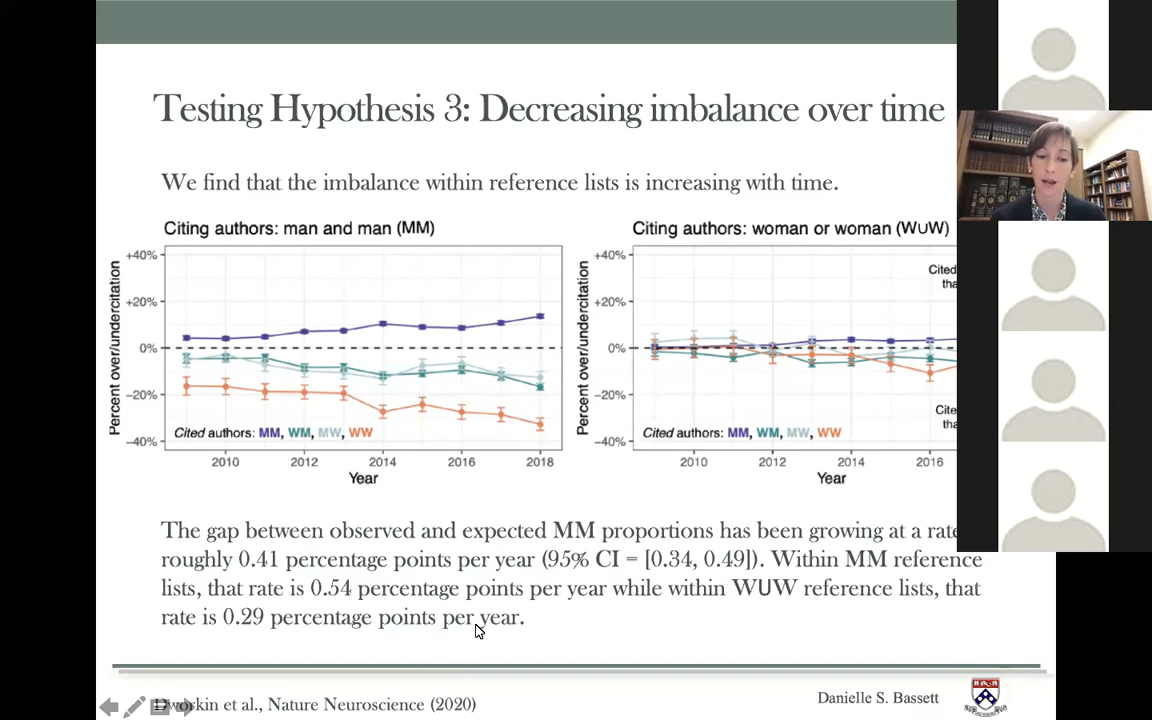 Testing Hypothesis 3: Decreasing imbalance over time
We find that the imbalance within reference lists is increasing with time.
Citing authors: man and man (MM)
Percent over/undercitation
+40%
+20%
0%
−20%
−40%
Cited authors: MM, WM, MW, WW
2010 2012 2014 2016 2018
Year
Citing authors: woman or woman (W∪W)
Percent over/undercitation
+40%
+20%
0%
−20%
−40%
Cited
tha
Cite
tha
Cited authors: MM, WM, MW, WW
2010 2012 2014 2016
Year
The gap between observed and expected MM proportions has been growing at a rate
roughly 0.41 percentage points per year (95% CI = [0.34, 0.49]). Within MM reference
lists, that rate is 0.54 percentage points per year while within W∪W reference lists, that
rate is 0.29 percentage points per year.
Dworkin et al., Nature Neuroscience (2020)
Danielle S. Bassett